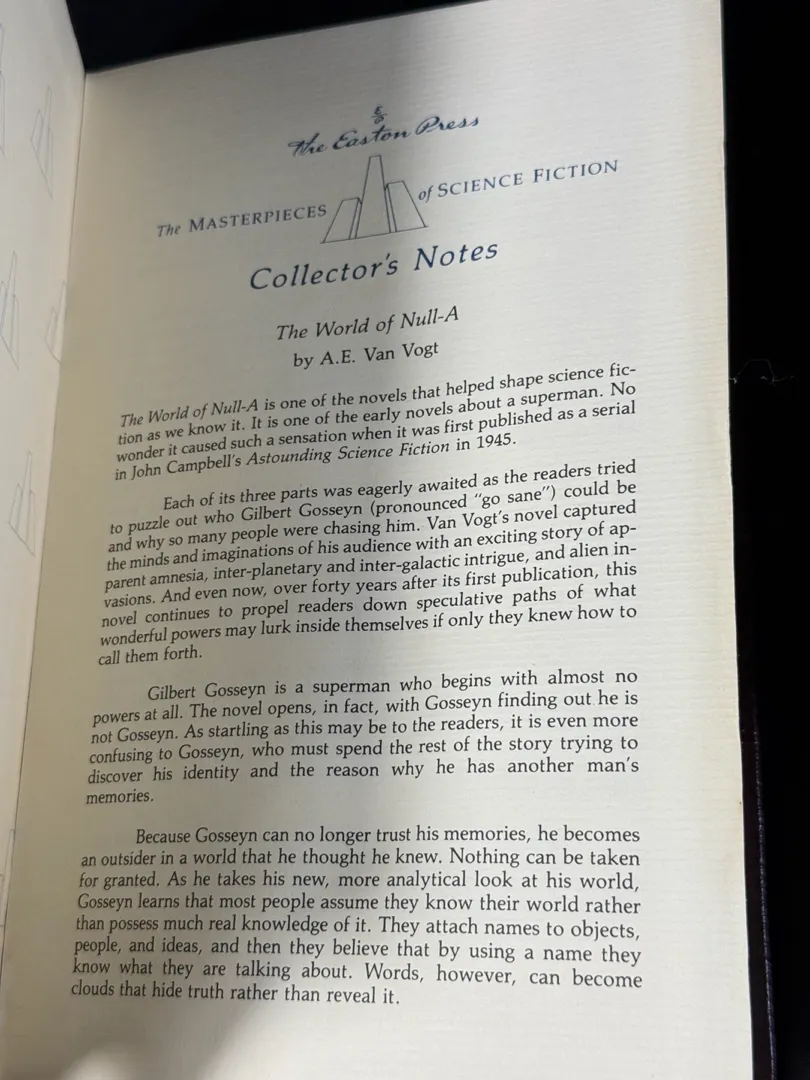 The Easton Press
The MASTERPIECES of SCIENCE FICTION
Collector's Notes
The World of Null-A
by A.E. Van Vogt
The World of Null-A is one of the novels that helped shape science fic-
tion as we know it. It is one of the early novels about a superman. No
wonder it caused such a sensation when it was first published as a serial
in John Campbell's Astounding Science Fiction in 1945.
Each of its three parts was eagerly awaited as the readers tried
to puzzle out who Gilbert Gosseyn (pronounced "go sane") could be
and why so many people were chasing him. Van Vogt's novel captured
the minds and imaginations of his audience with an exciting story of ap-
parent amnesia, inter-planetary and inter-galactic intrigue, and alien in-
vasions. And even now, over forty years after its first publication, this
novel continues to propel readers down speculative paths of what
wonderful powers may lurk inside themselves if only they knew how to
call them forth.
Gilbert Gosseyn is a superman who begins with almost no
powers at all. The novel opens, in fact, with Gosseyn finding out he is
not Gosseyn. As startling as this may be to the readers, it is even more
confusing to Gosseyn, who must spend the rest of the story trying to
discover his identity and the reason why he has another man's
memories.
Because Gosseyn can no longer trust his memories, he becomes
an outsider in a world that he thought he knew. Nothing can be taken
for granted. As he takes his new, more analytical look at his world,
Gosseyn learns that most people assume they know their world rather
than possess much real knowledge of it. They attach names to objects,
people, and ideas, and then they believe that by using a name they
know what they are talking about. Words, however, can become
clouds that hide truth rather than reveal it.